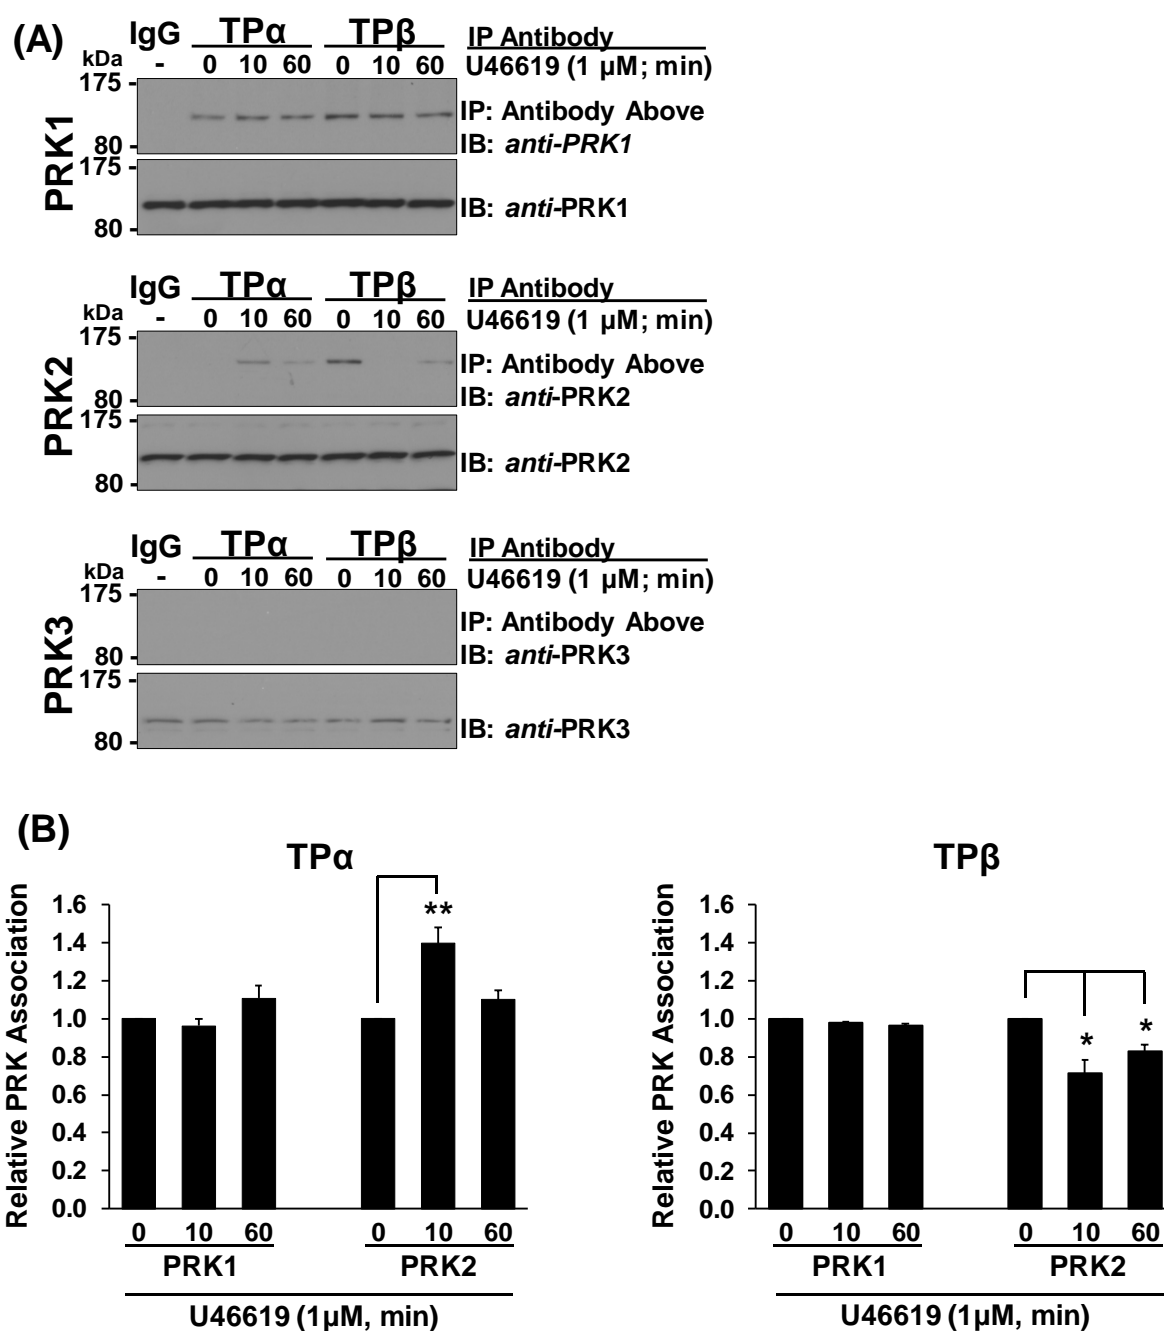 (A)
IgG TPα TPβ IP Antibody
kDa - 0 10 60 0 10 60 U46619 (1 µM; min)
175
IP: Antibody Above
IB: anti-PRK1
80
PRK1
175
IB: anti-PRK1
80
IgG TPα TPβ IP Antibody
kDa - 0 10 60 0 10 60 U46619 (1 µM; min)
175
IP: Antibody Above
IB: anti-PRK2
80
PRK2
175
IB: anti-PRK2
80
IgG TPα TPβ IP Antibody
kDa - 0 10 60 0 10 60 U46619 (1 µM; min)
175
IP: Antibody Above
IB: anti-PRK3
80
PRK3
175
IB: anti-PRK3
80
(B)
TPα
Relative PRK Association
1.6
1.4
1.2
1.0
0.8
0.6
0.4
0.2
0.0
**
0 10 60 0 10 60
PRK1 PRK2
U46619 (1µM, min)
TPβ
Relative PRK Association
1.6
1.4
1.2
1.0
0.8
0.6
0.4
0.2
0.0
* *
0 10 60 0 10 60
PRK1 PRK2
U46619 (1µM, min)